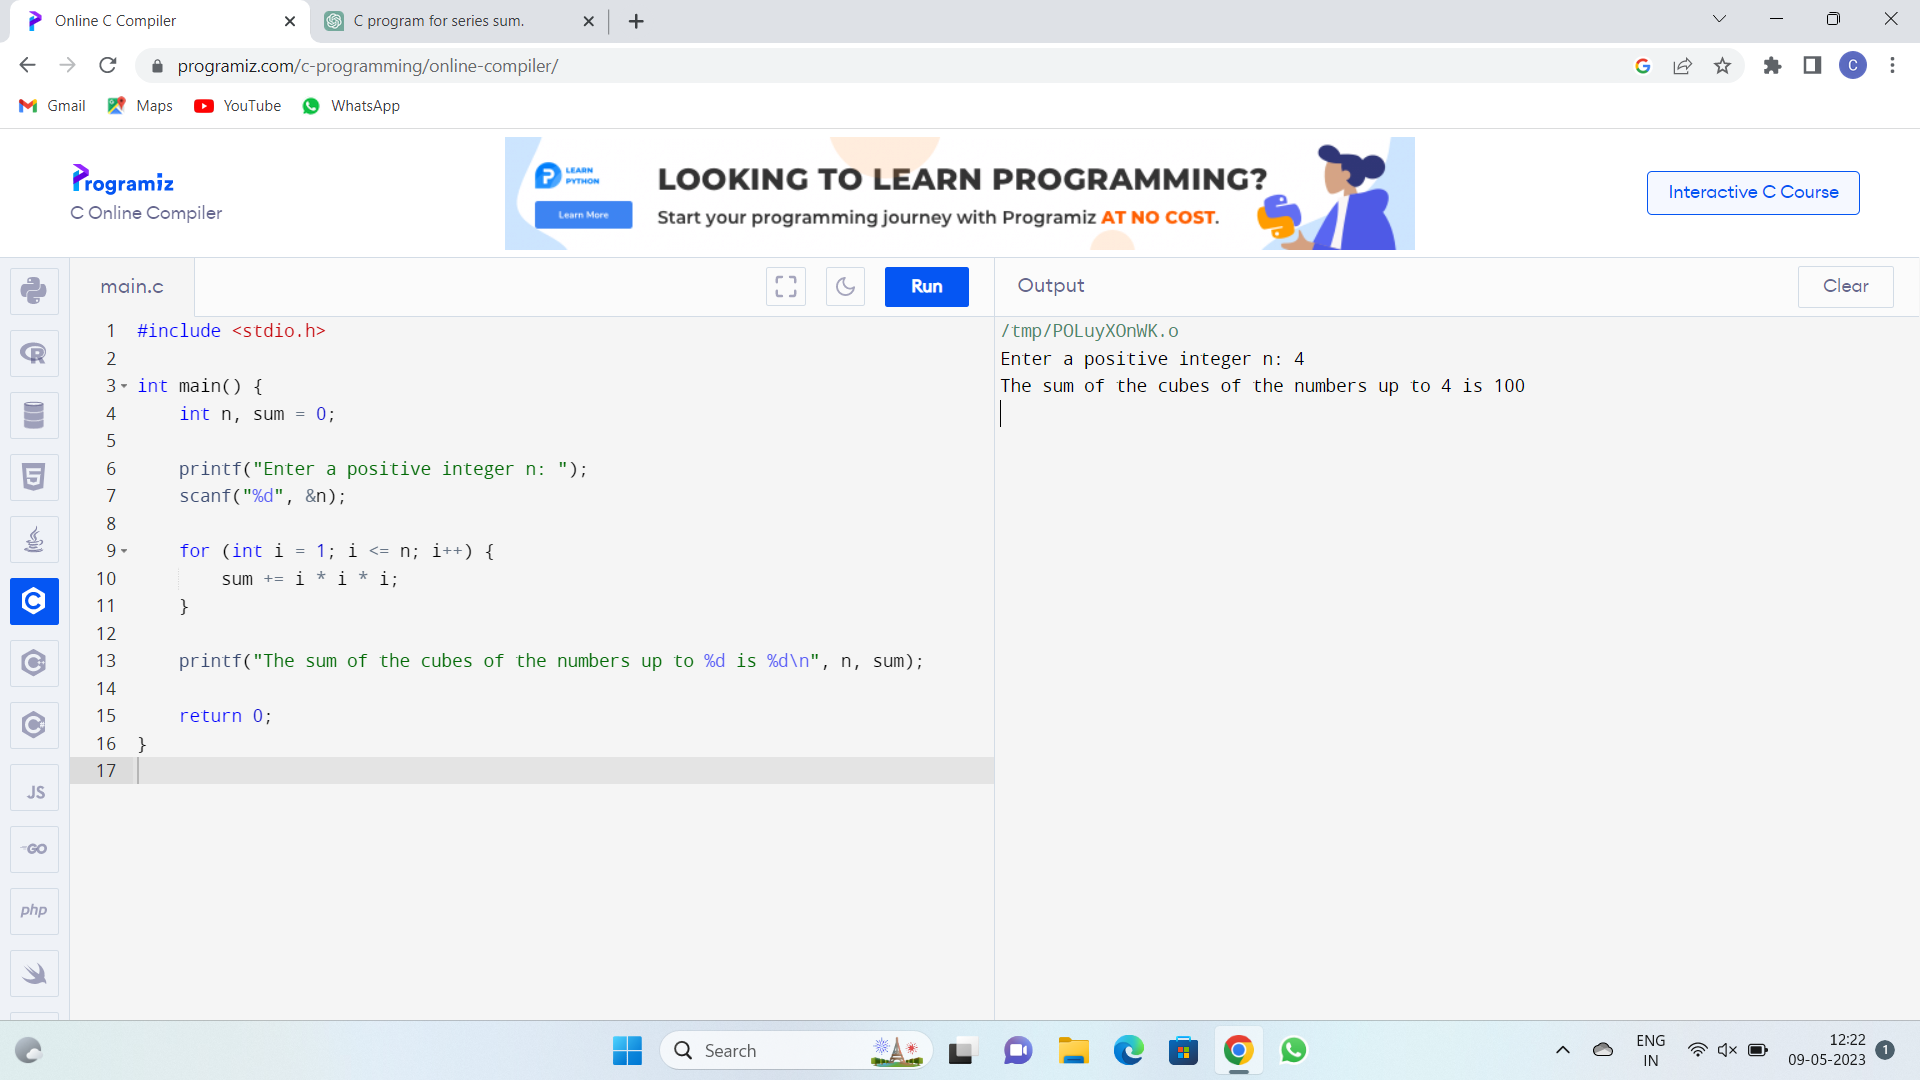 Online C Compiler
C program for series sum.
programiz.com/c-programming/online-compiler/
C
Gmail
Maps
YouTube
WhatsApp
Programiz
C Online Compiler
LEARN
PYTHON
Learn More
LOOKING TO LEARN PROGRAMMING?
Start your programming journey with Programiz AT NO COST.
Interactive C Course
main.c
Run
Output
Clear
1 #include <stdio.h>
2
3 int main() {
4     int n, sum = 0;
5
6     printf("Enter a positive integer n: ");
7     scanf("%d", &n);
8
9     for (int i = 1; i <= n; i++) {
10         sum += i * i * i;
11     }
12
13     printf("The sum of the cubes of the numbers up to %d is %d\n", n, sum);
14
15     return 0;
16 }
17
/tmp/POLuyXOnWK.o
Enter a positive integer n: 4
The sum of the cubes of the numbers up to 4 is 100
R
5
C
C
C
JS
GO
php
Search
ENG
IN
12:22
09-05-2023
1